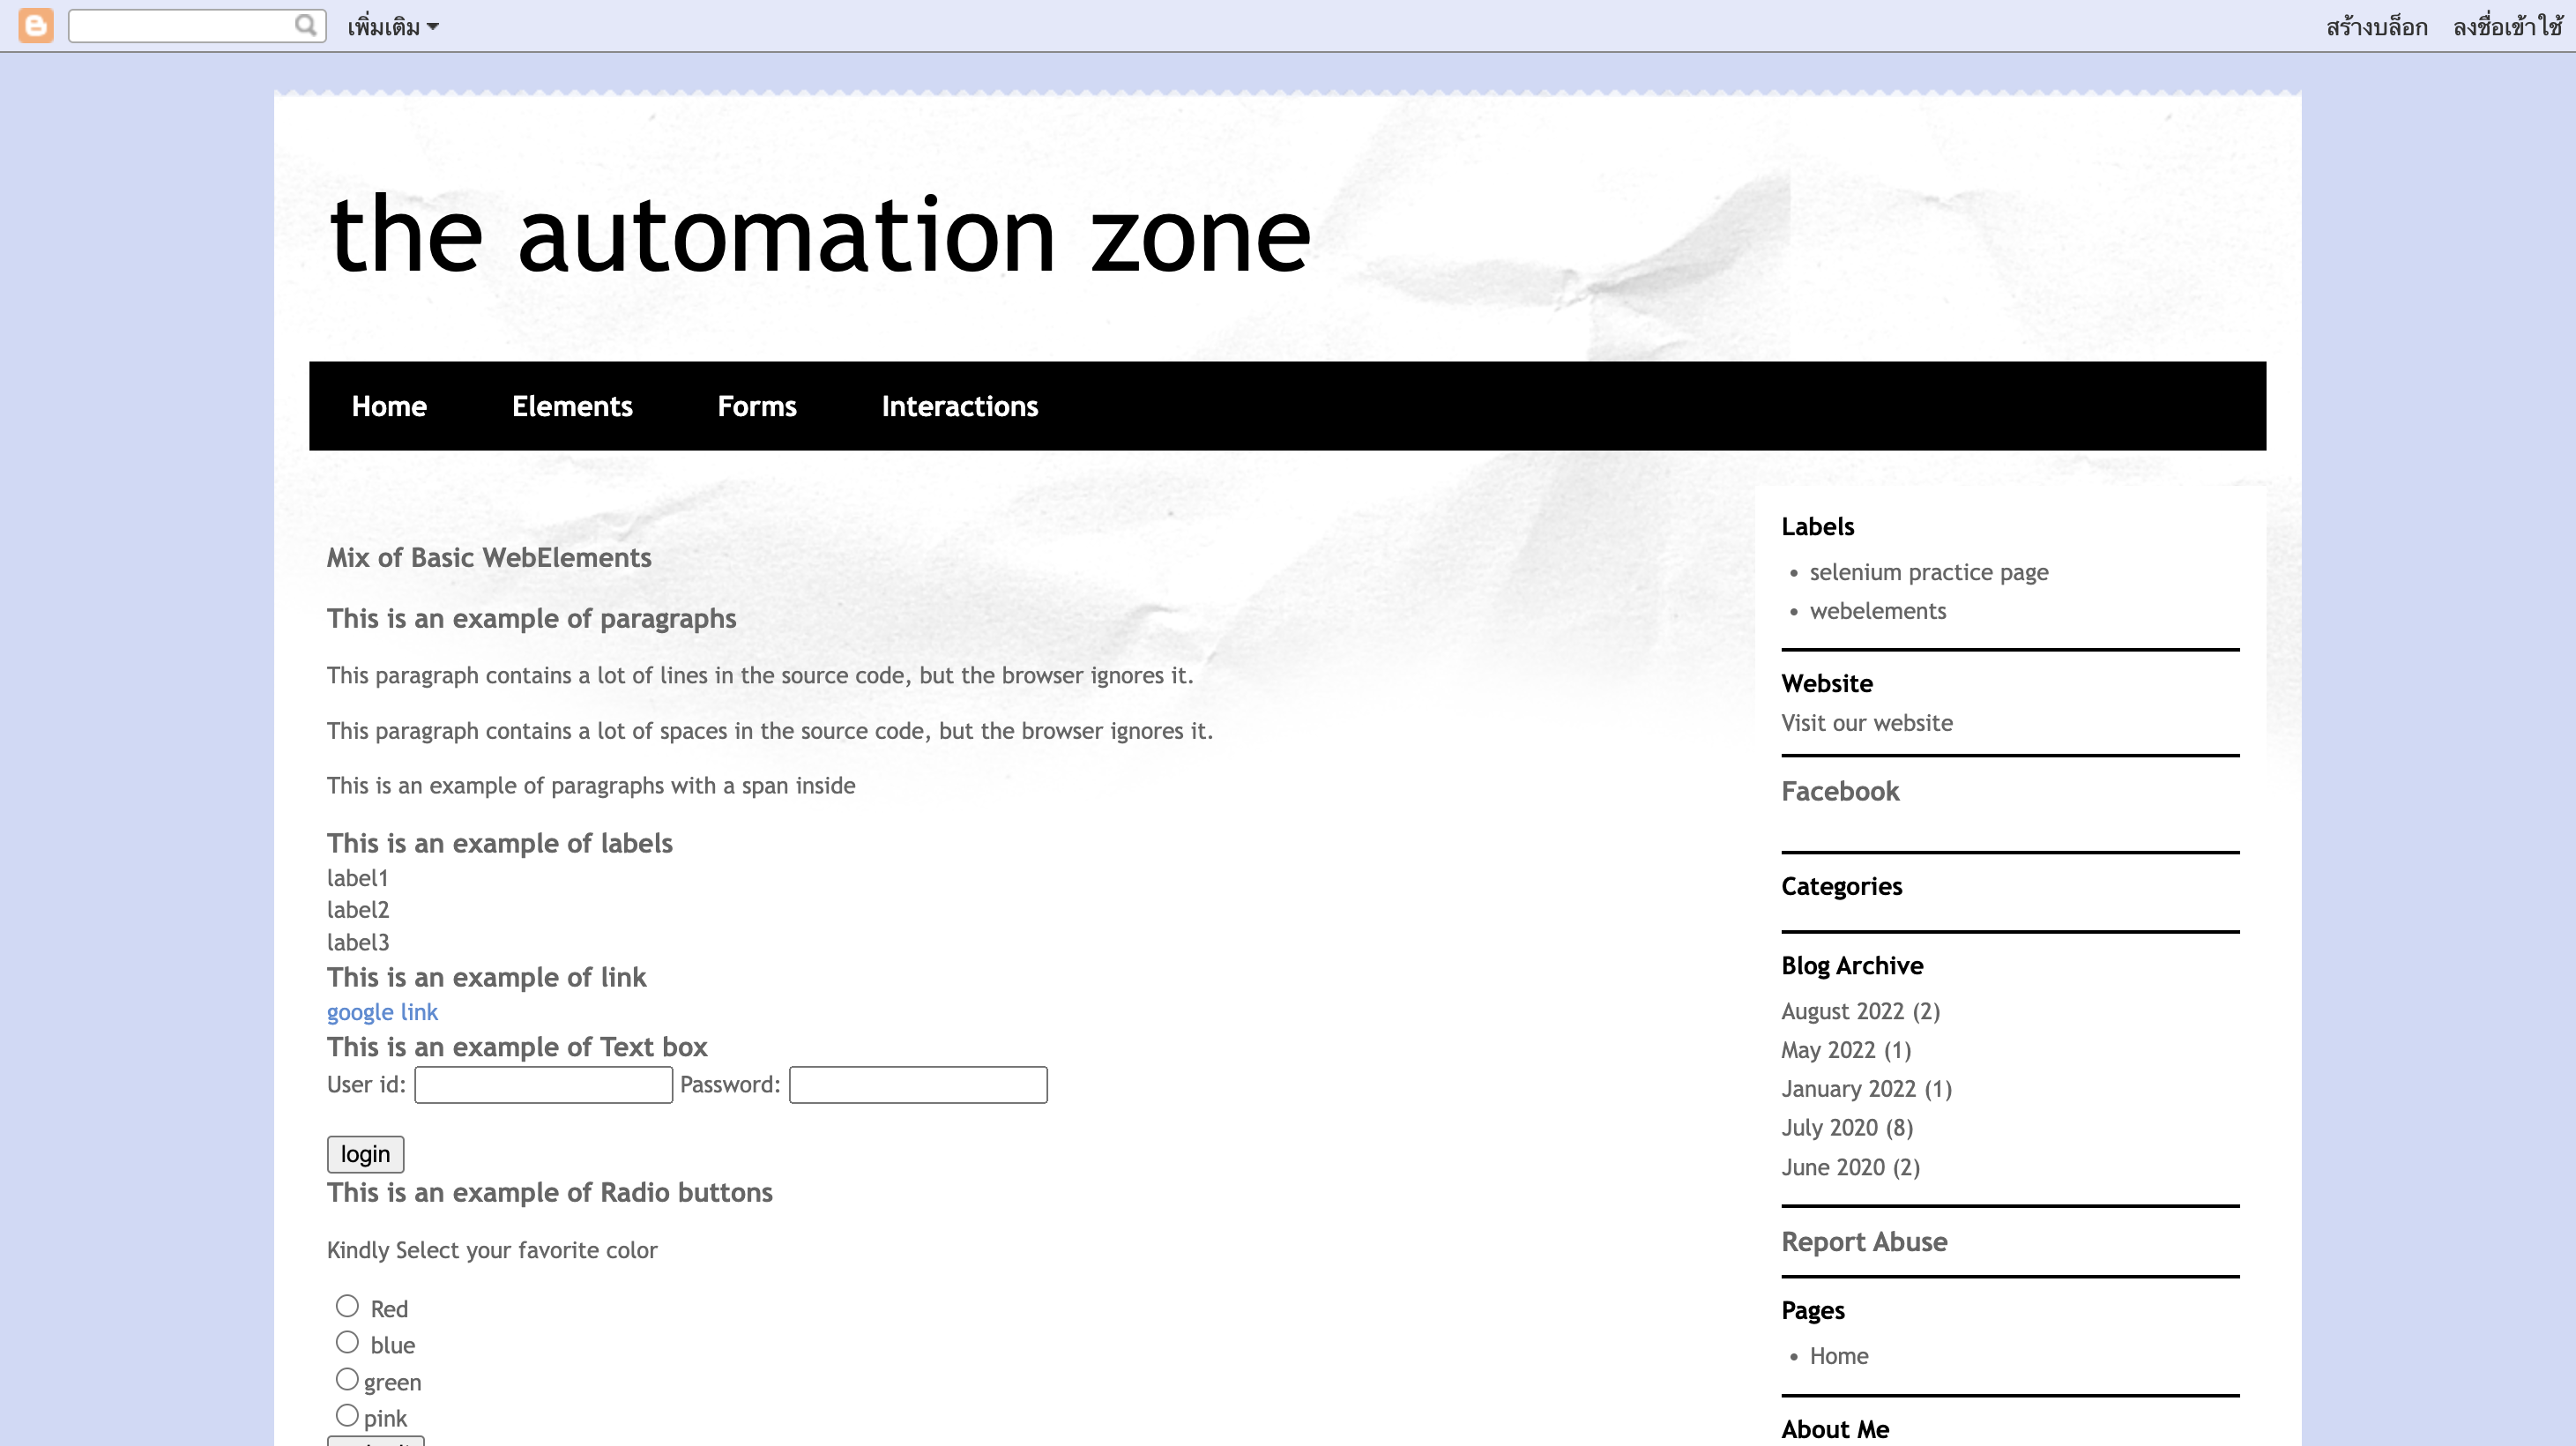 เพิ่มเติม
สร้างบล็อก ลงชื่อเข้าใช้
the automation zone
Home Elements Forms Interactions
Mix of Basic WebElements
This is an example of paragraphs
This paragraph contains a lot of lines in the source code, but the browser ignores it.
This paragraph contains a lot of spaces in the source code, but the browser ignores it.
This is an example of paragraphs with a span inside
This is an example of labels
label1
label2
label3
This is an example of link
google link
This is an example of Text box
User id: Password:
login
This is an example of Radio buttons
Kindly Select your favorite color
Red
blue
green
pink
Labels
• selenium practice page
• webelements
Website
Visit our website
Facebook
Categories
Blog Archive
August 2022 (2)
May 2022 (1)
January 2022 (1)
July 2020 (8)
June 2020 (2)
Report Abuse
Pages
• Home
About Me